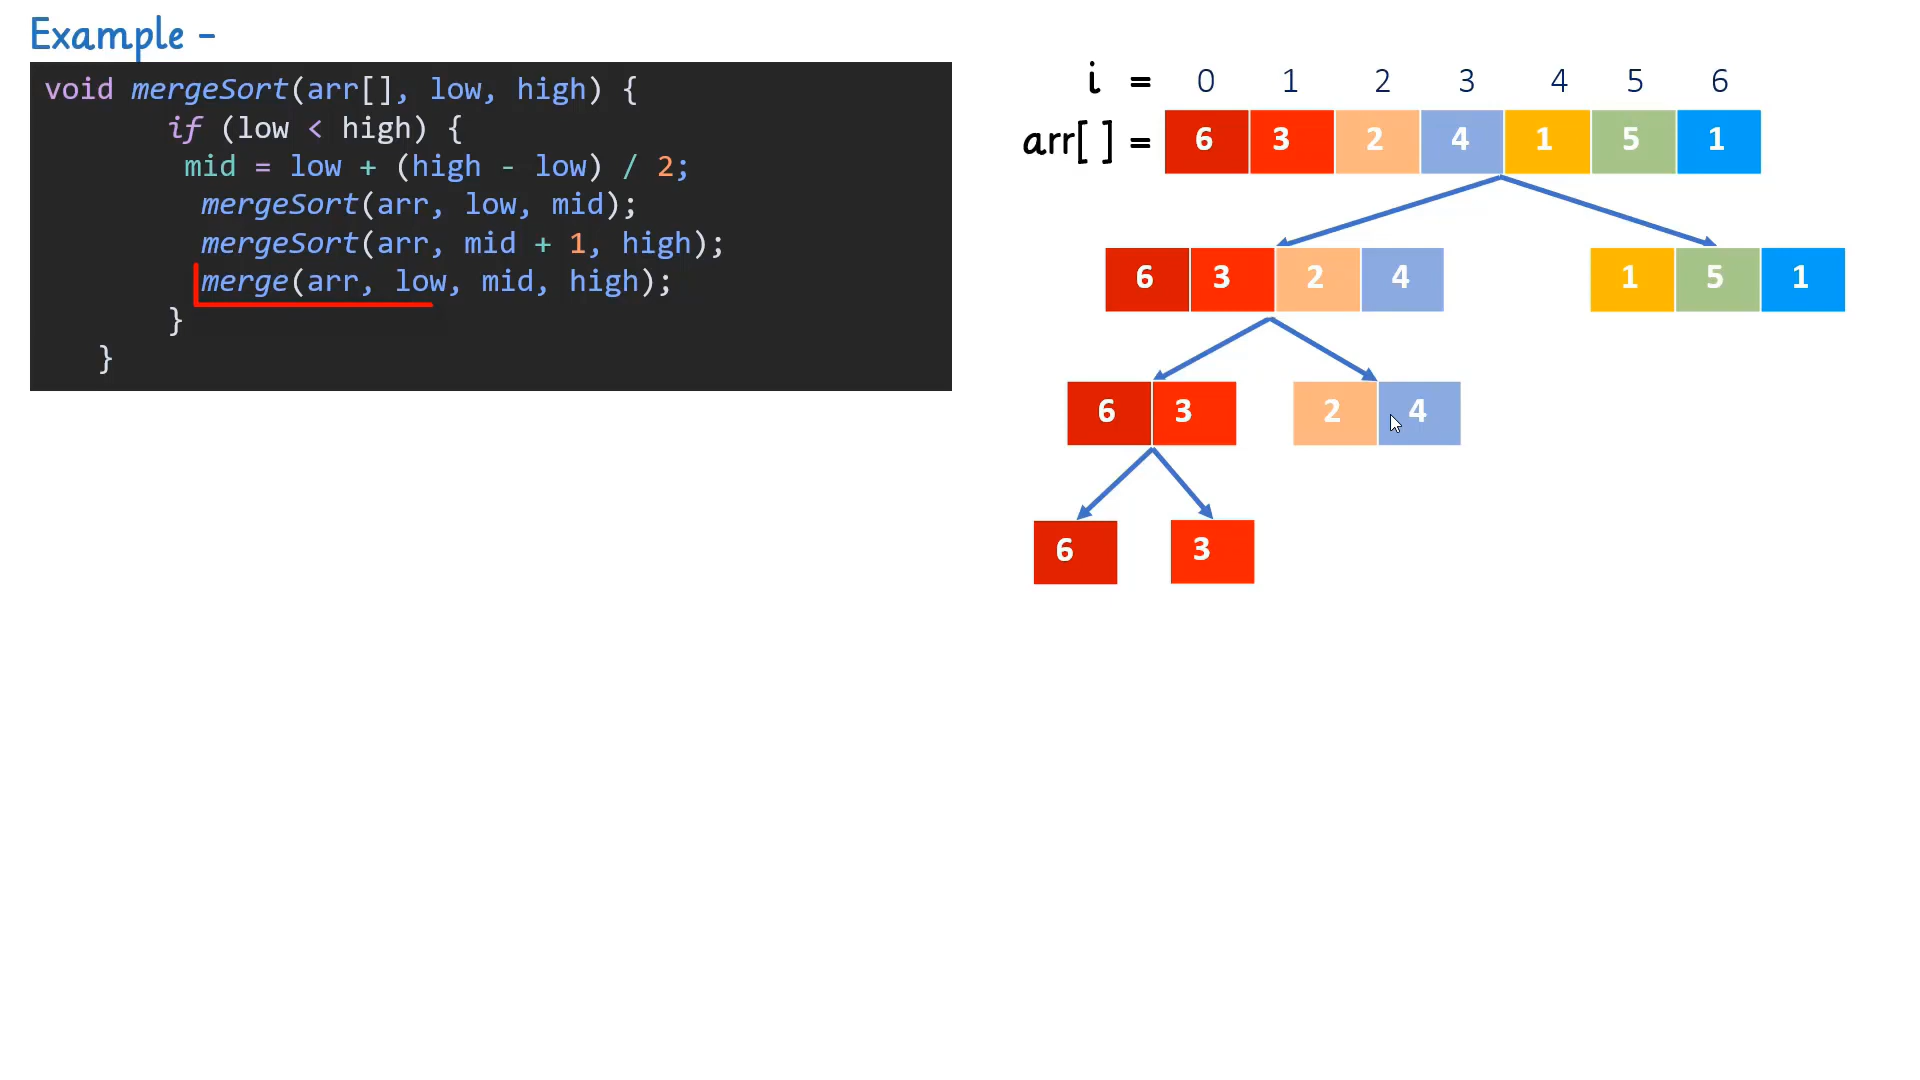 Example -
void mergeSort(arr[], low, high) {
if (low < high) {
mid = low + (high - low) / 2;
mergeSort(arr, low, mid);
mergeSort(arr, mid + 1, high);
merge(arr, low, mid, high);
}
}
i = 0 1 2 3 4 5 6
arr[ ] = 6 3 2 4 1 5 1
6 3 2 4 1 5 1
6 3 2 4
6 3